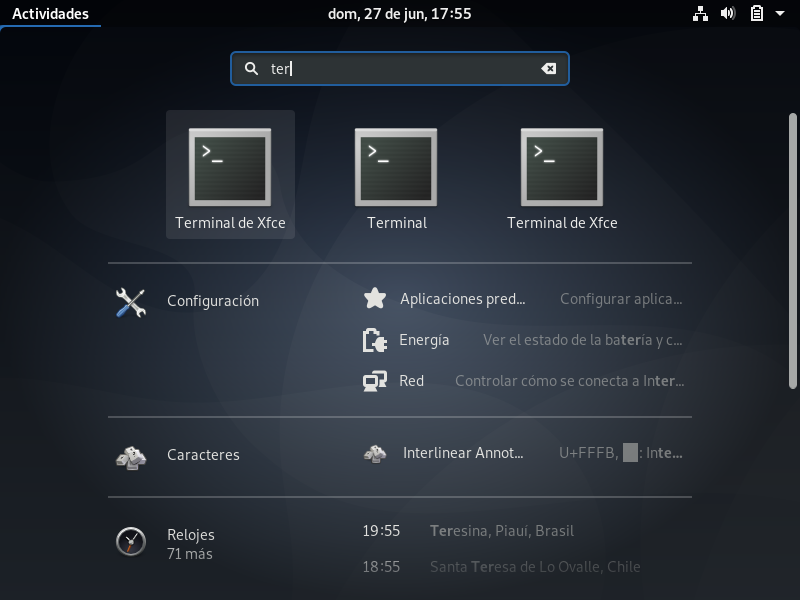 Actividades
dom, 27 de jun, 17:55
ter
Terminal de Xfce
Terminal
Terminal de Xfce
Configuración
Aplicaciones pred... Configurar aplica...
Energía Ver el estado de la batería y c...
Red Controlar cómo se conecta a Inter...
Caracteres
Interlinear Annot... U+FFFB, : Inte...
Relojes
71 más
19:55 Teresina, Piauí, Brasil
18:55 Santa Teresa de Lo Ovalle, Chile